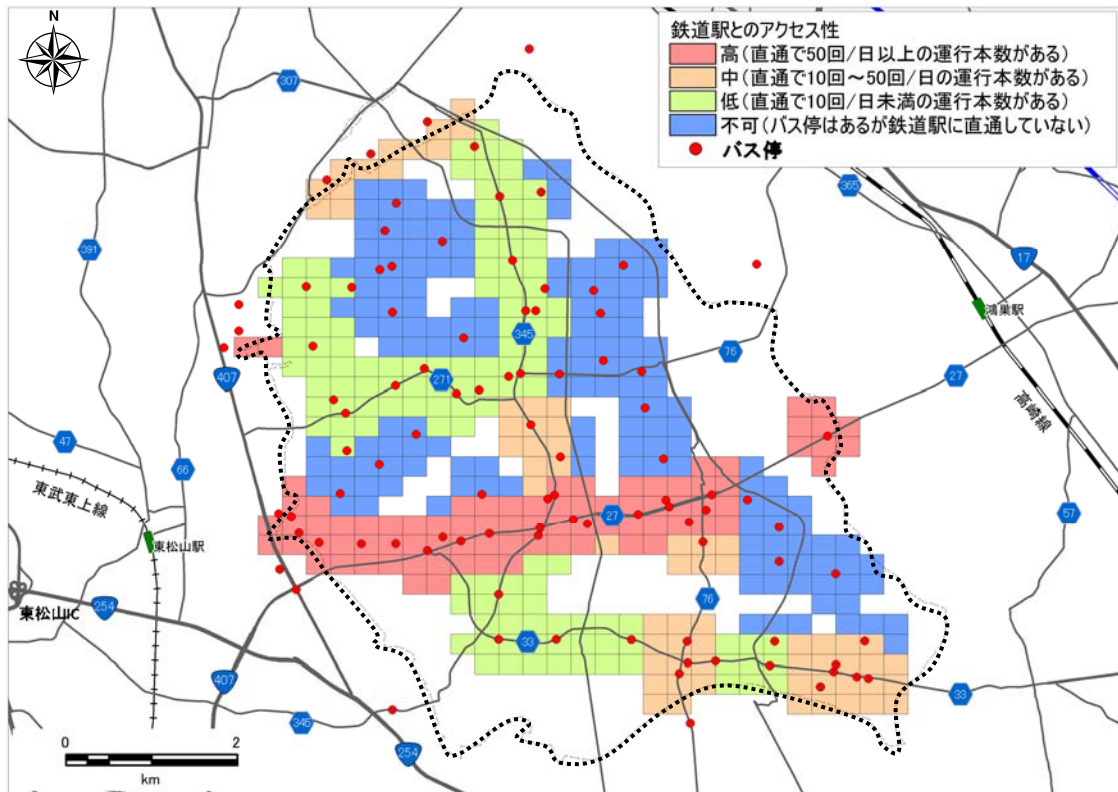 N
鉄道駅とのアクセス性
高(直通で50回/日以上の運行本数がある)
中(直通で10回～50回/日の運行本数がある)
低(直通で10回/日未満の運行本数がある)
不可(バス停はあるが鉄道駅に直通していない)
バス停
307
365
391
17
鴻巣駅
345
76
407
271
27
高崎線
47
66
東武東上線
27
57
東松山駅
東松山IC
254
76
33
407
33
345
254
0
2
km